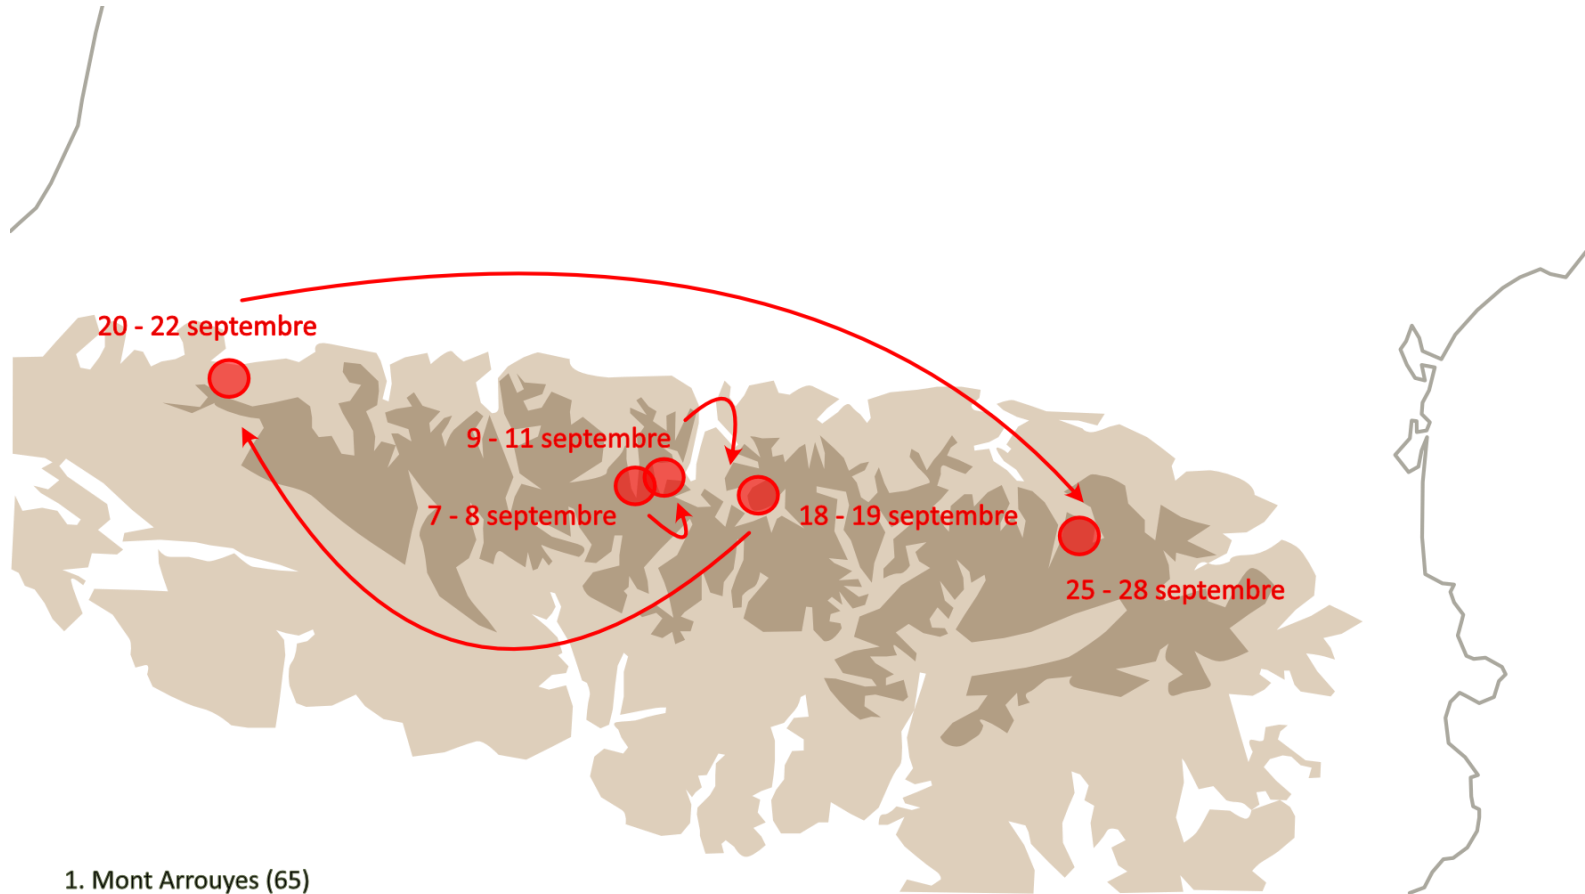 20 - 22 septembre
9 - 11 septembre
7 - 8 septembre
18 - 19 septembre
25 - 28 septembre
1. Mont Arrouyes (65)